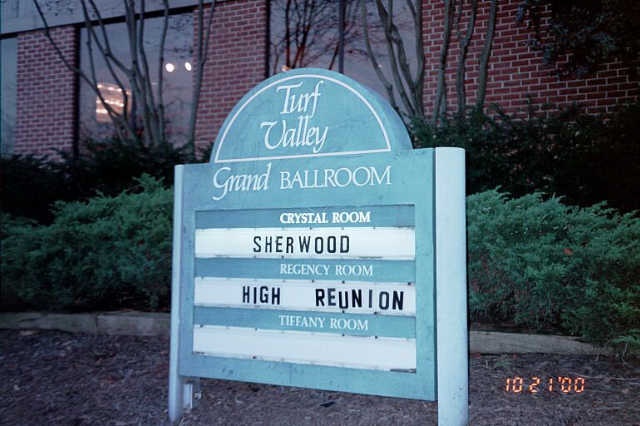 Turf
Valley
Grand BALLROOM
CRYSTAL ROOM
SHERWOOD
REGENCY ROOM
HIGH REUNION
TIFFANY ROOM
10 21 '00